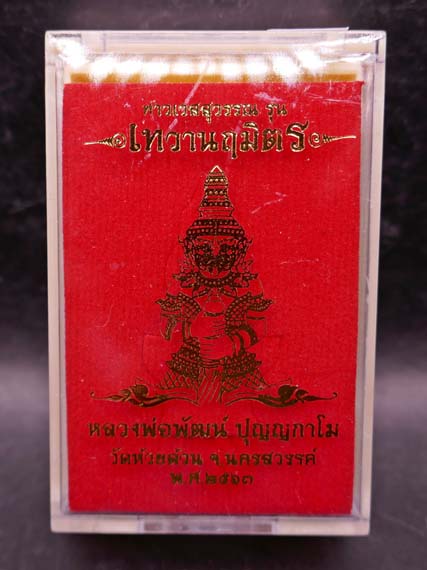 ท้าวเวสสุวรรณ รุ่น
เทวานฤมิตร
หลวงพ่อพัฒน์ ปุญญกาโม
วัดห้วยด้วน จ.นครสวรรค์
พ.ศ.๒๕๖๓